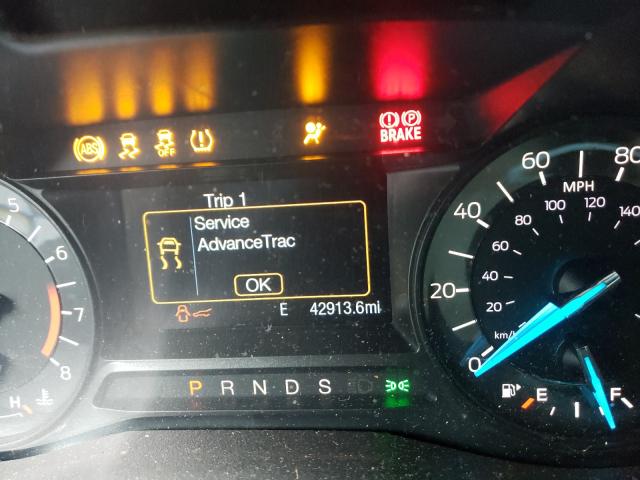 ABS
OFF
BRAKE
P
Trip 1
Service
AdvanceTrac
OK
E 42913.6mi
P R N D S
5
6
7
8
H
60 80
MPH
40
20
0
80 100 120 140
60
40
20
km/h
E F